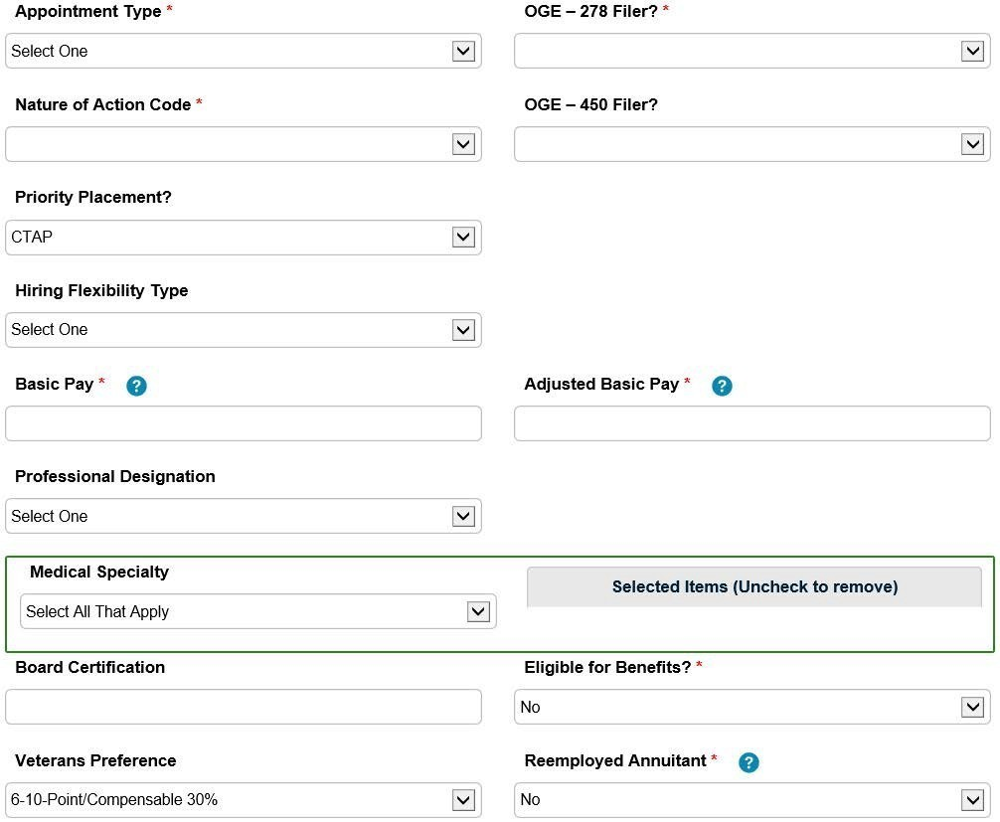 Appointment Type *
OGE – 278 Filer? *
Select One
Nature of Action Code *
OGE – 450 Filer?
Priority Placement?
CTAP
Hiring Flexibility Type
Select One
Basic Pay * ?
Adjusted Basic Pay * ?
Professional Designation
Select One
Medical Specialty
Selected Items (Uncheck to remove)
Select All That Apply
Board Certification
Eligible for Benefits? *
No
Veterans Preference
Reemployed Annuitant * ?
6-10-Point/Compensable 30%
No